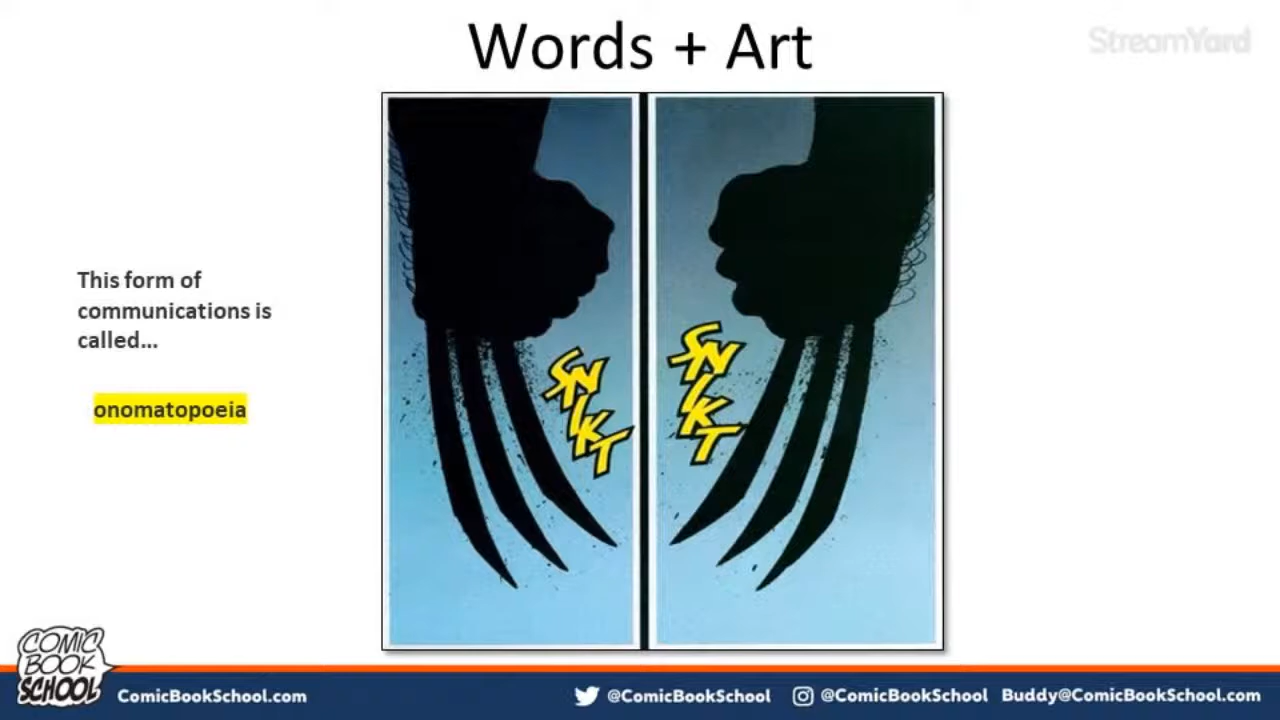 Words + Art
StreamYard
This form of
communications is
called...
onomatopoeia
SNIKT
SNIKT
COMIC
BOOK
SCHOOL
ComicBookSchool.com
@ComicBookSchool
@ComicBookSchool
Buddy@ComicBookSchool.com